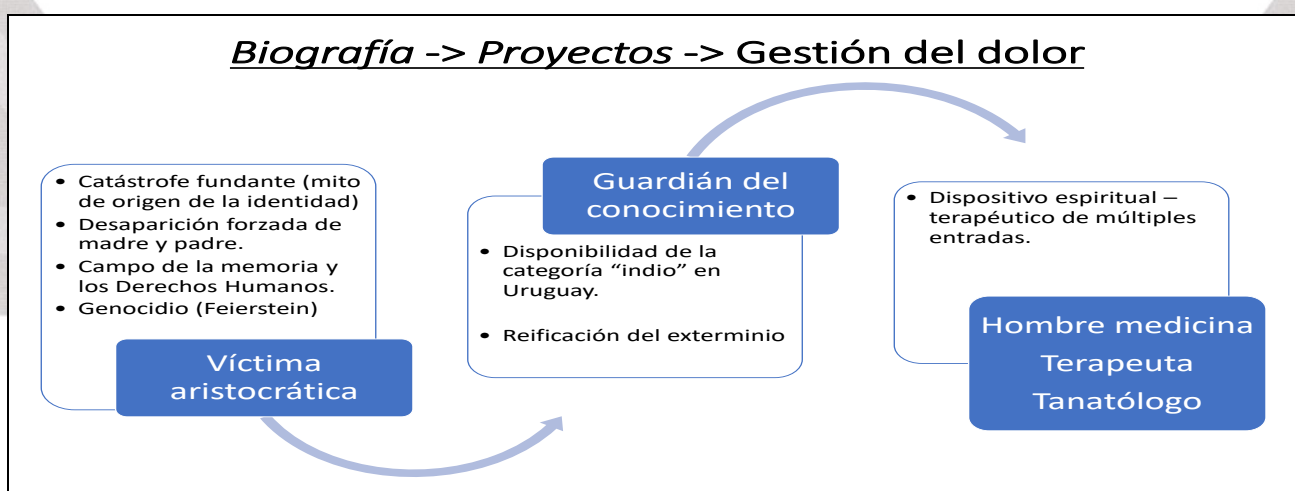 Biografía -> Proyectos -> Gestión del dolor
• Catástrofe fundante (mito
de origen de la identidad)
• Desaparición forzada de
madre y padre.
• Campo de la memoria y
los Derechos Humanos.
• Genocidio (Feierstein)
Víctima
aristocrática
Guardián del
conocimiento
• Disponibilidad de la
categoría “indio” en
Uruguay.
• Reificación del exterminio
• Dispositivo espiritual –
terapéutico de múltiples
entradas.
Hombre medicina
Terapeuta
Tanatólogo